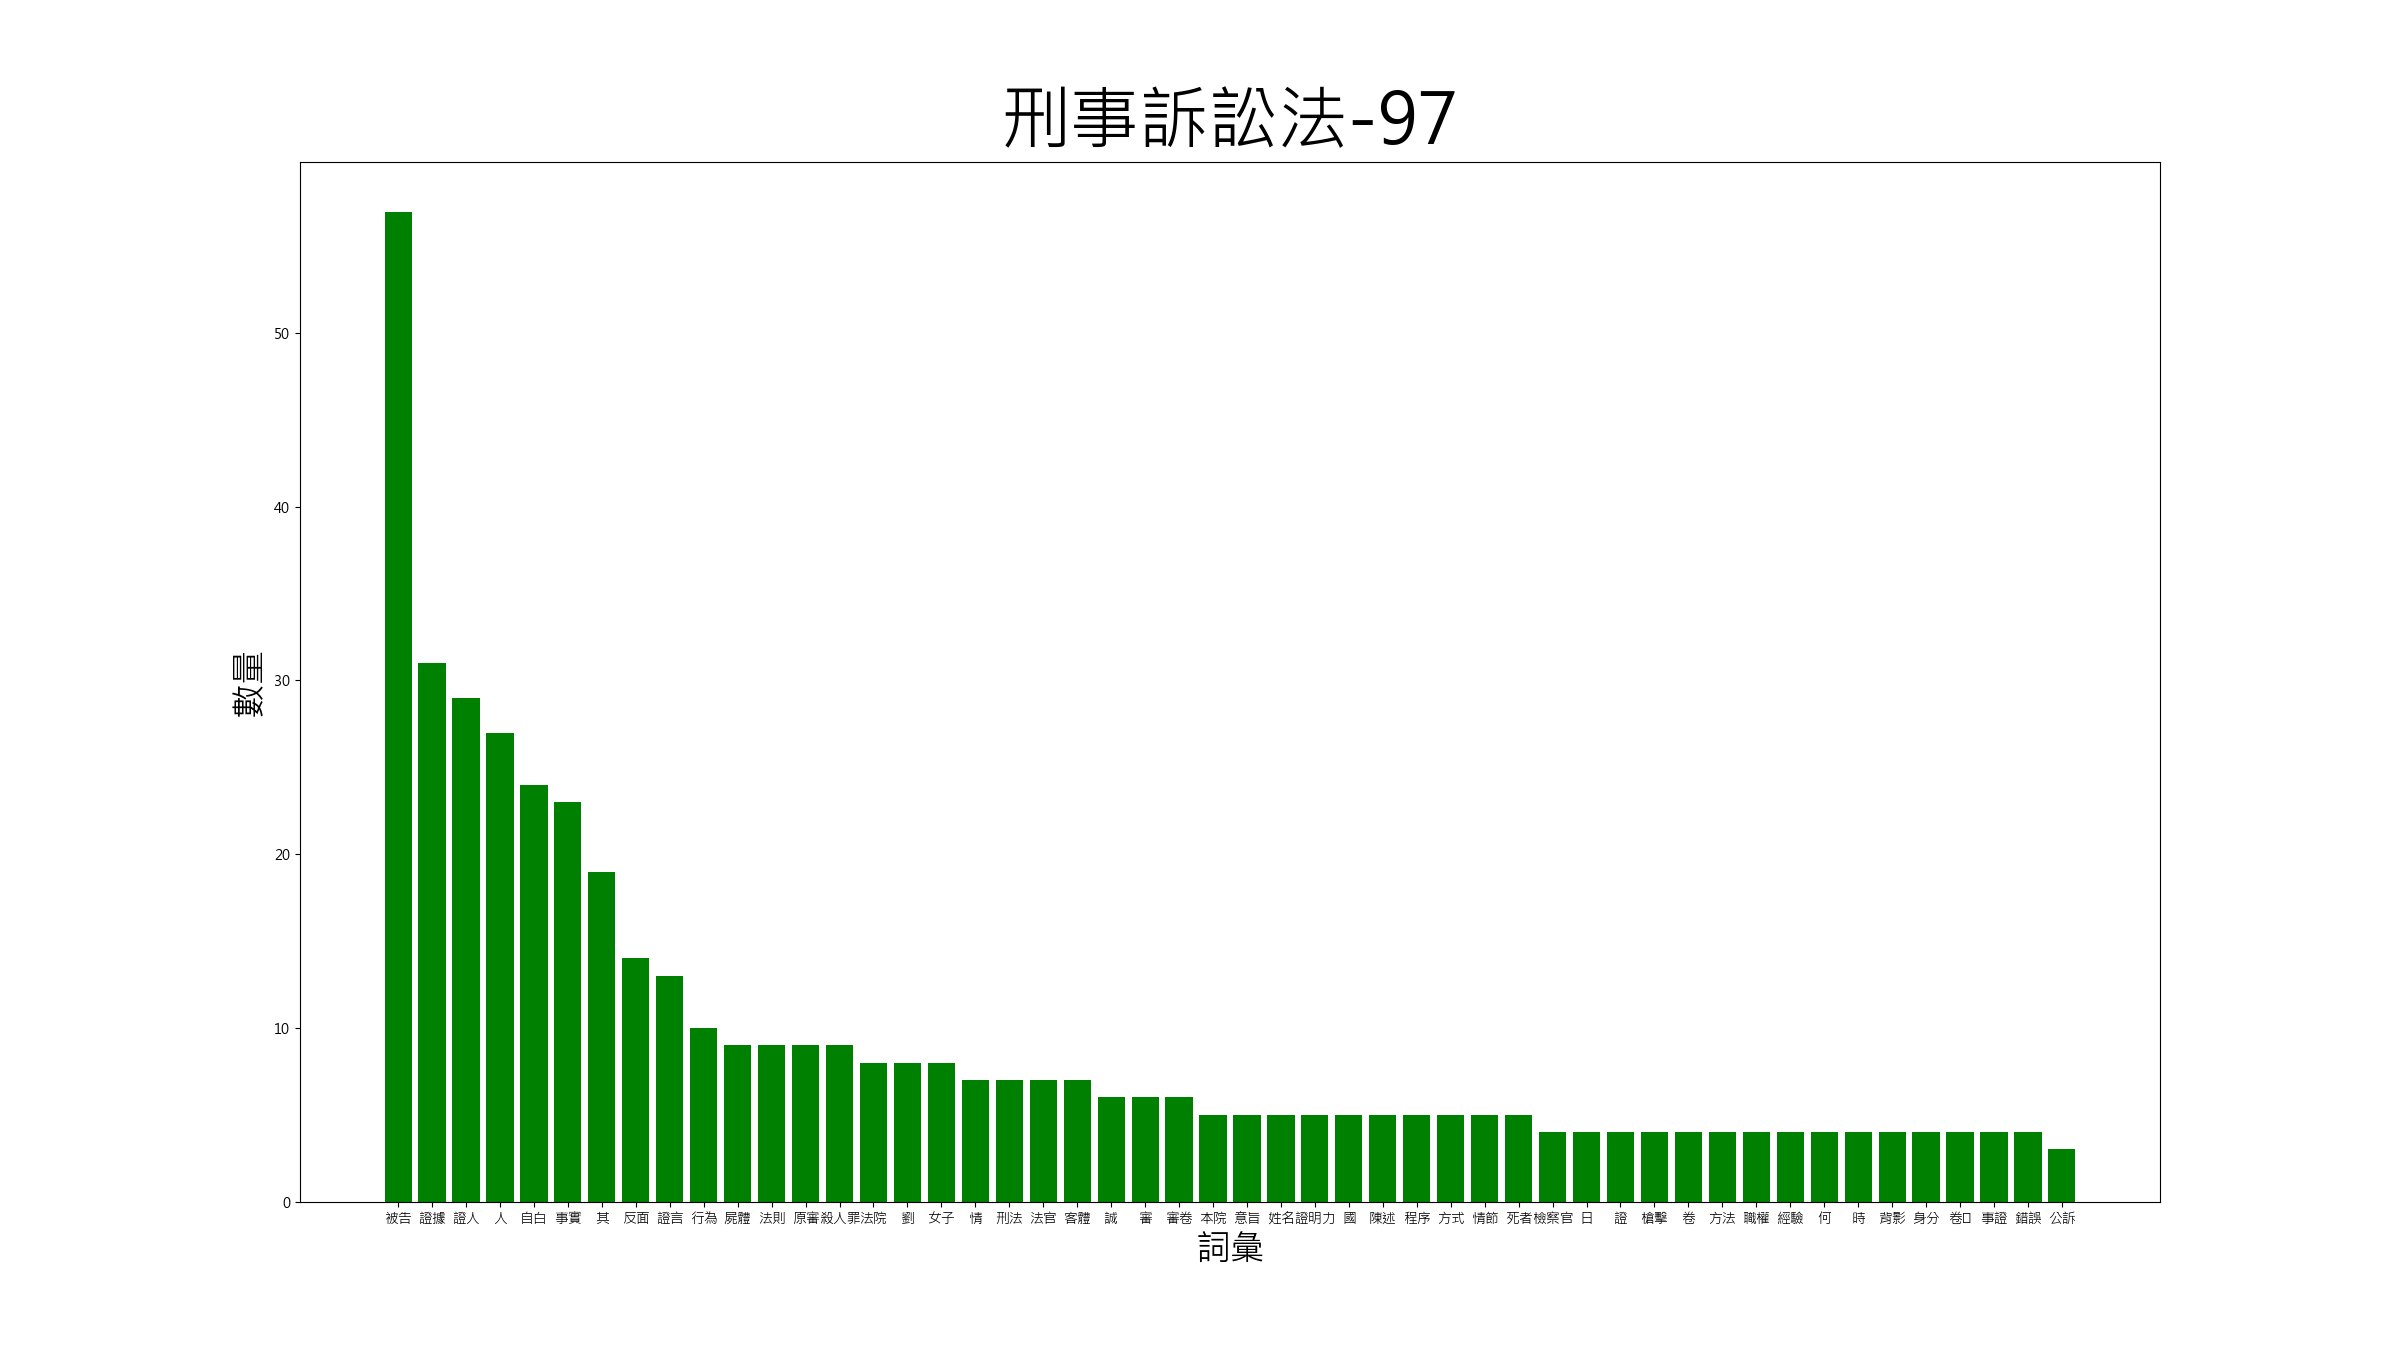 刑事訴訟法-97
數量
50
40
30
20
10
0
被告 證據 證人 人 自白 事實 其 反面 證言 行為 屍體 法則 原審 殺人罪 法院 劉 女子 情 刑法 法官 客體 誠 審 審卷 本院 意旨 姓名 證明力 國 陳述 程序 方式 情節 死者 檢察官 日 證 槍擊 卷 方法 職權 經驗 何 時 背影 身分 卷□ 事證 錯誤 公訴
詞彙